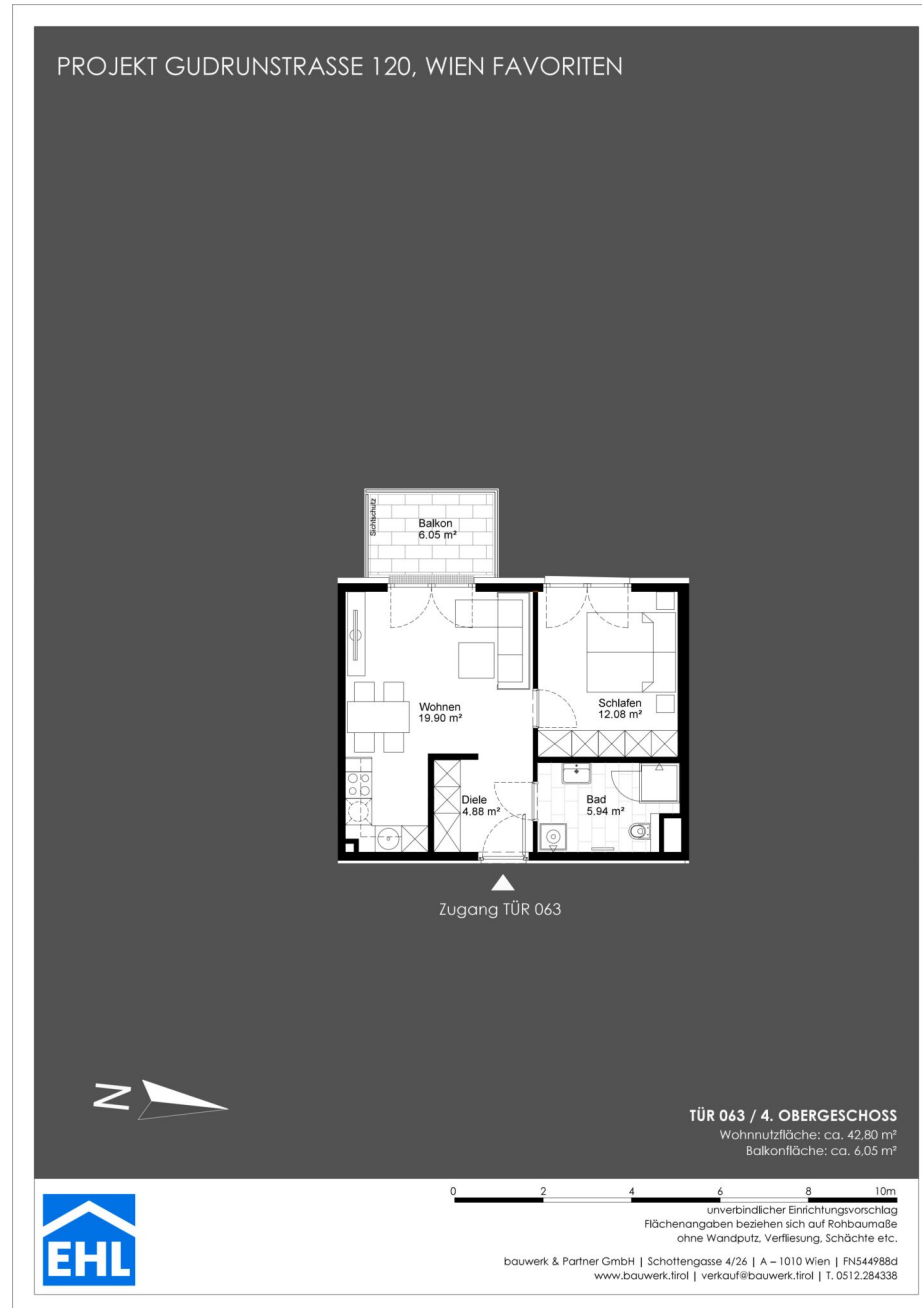 PROJEKT GUDRUNSTRASSE 120, WIEN FAVORITEN
Sichtschutz
Balkon
6.05 m²
Wohnen
19.90 m²
Schlafen
12.08 m²
Diele
4.88 m²
Bad
5.94 m²
Zugang TÜR 063
N
TÜR 063 / 4. OBERGESCHOSS
Wohnnutzfläche: ca. 42,80 m²
Balkonfläche: ca. 6,05 m²
0 2 4 6 8 10m
unverbindlicher Einrichtungsvorschlag
Flächenangaben beziehen sich auf Rohbaumaße
ohne Wandputz, Verfliesung, Schächte etc.
EHL
bauwerk & Partner GmbH | Schottengasse 4/26 | A – 1010 Wien | FN544988d
www.bauwerk.tirol | verkauf@bauwerk.tirol | T. 0512.284338